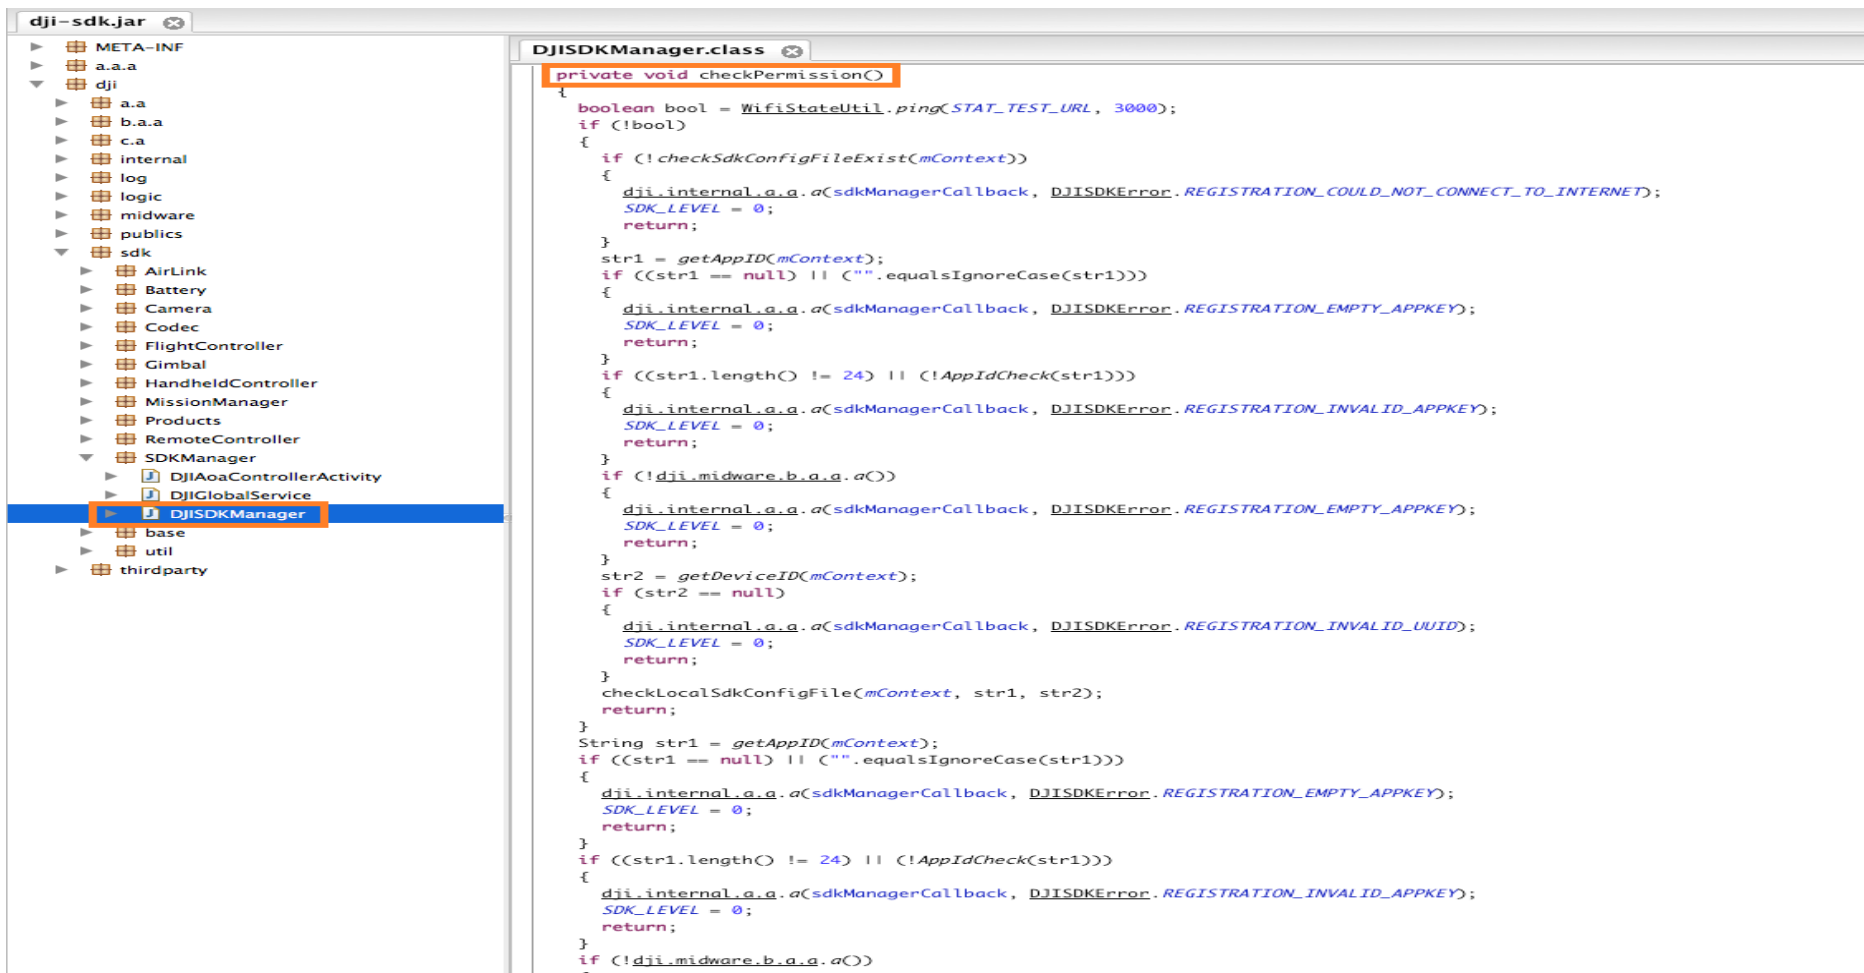 dji-sdk.jar
META-INF
a.a.a
dji
a.a
b.a.a
c.a
internal
log
logic
midware
publics
sdk
AirLink
Battery
Camera
Codec
FlightController
Gimbal
HandheldController
MissionManager
Products
RemoteController
SDKManager
DJIAoaControllerActivity
DJIGlobalService
DJISDKManager
base
util
thirdparty
DJISDKManager.class
private void checkPermission()
{
boolean bool = WifiStateUtil.ping(STAT_TEST_URL, 3000);
if (!bool)
{
if (!checkSdkConfigFileExist(mContext))
{
dji.internal.a.a.a(sdkManagerCallback, DJISDKError.REGISTRATION_COULD_NOT_CONNECT_TO_INTERNET);
SDK_LEVEL = 0;
return;
}
str1 = getAppID(mContext);
if ((str1 == null) || ("".equalsIgnoreCase(str1)))
{
dji.internal.a.a.a(sdkManagerCallback, DJISDKError.REGISTRATION_EMPTY_APPKEY);
SDK_LEVEL = 0;
return;
}
if ((str1.length() != 24) || (!AppIdCheck(str1)))
{
dji.internal.a.a.a(sdkManagerCallback, DJISDKError.REGISTRATION_INVALID_APPKEY);
SDK_LEVEL = 0;
return;
}
if (!dji.midware.b.a.a.a())
{
dji.internal.a.a.a(sdkManagerCallback, DJISDKError.REGISTRATION_EMPTY_APPKEY);
SDK_LEVEL = 0;
return;
}
str2 = getDeviceID(mContext);
if (str2 == null)
{
dji.internal.a.a.a(sdkManagerCallback, DJISDKError.REGISTRATION_INVALID_UUID);
SDK_LEVEL = 0;
return;
}
checkLocalSdkConfigFile(mContext, str1, str2);
return;
}
String str1 = getAppID(mContext);
if ((str1 == null) || ("".equalsIgnoreCase(str1)))
{
dji.internal.a.a.a(sdkManagerCallback, DJISDKError.REGISTRATION_EMPTY_APPKEY);
SDK_LEVEL = 0;
return;
}
if ((str1.length() != 24) || (!AppIdCheck(str1)))
{
dji.internal.a.a.a(sdkManagerCallback, DJISDKError.REGISTRATION_INVALID_APPKEY);
SDK_LEVEL = 0;
return;
}
if (!dji.midware.b.a.a.a())